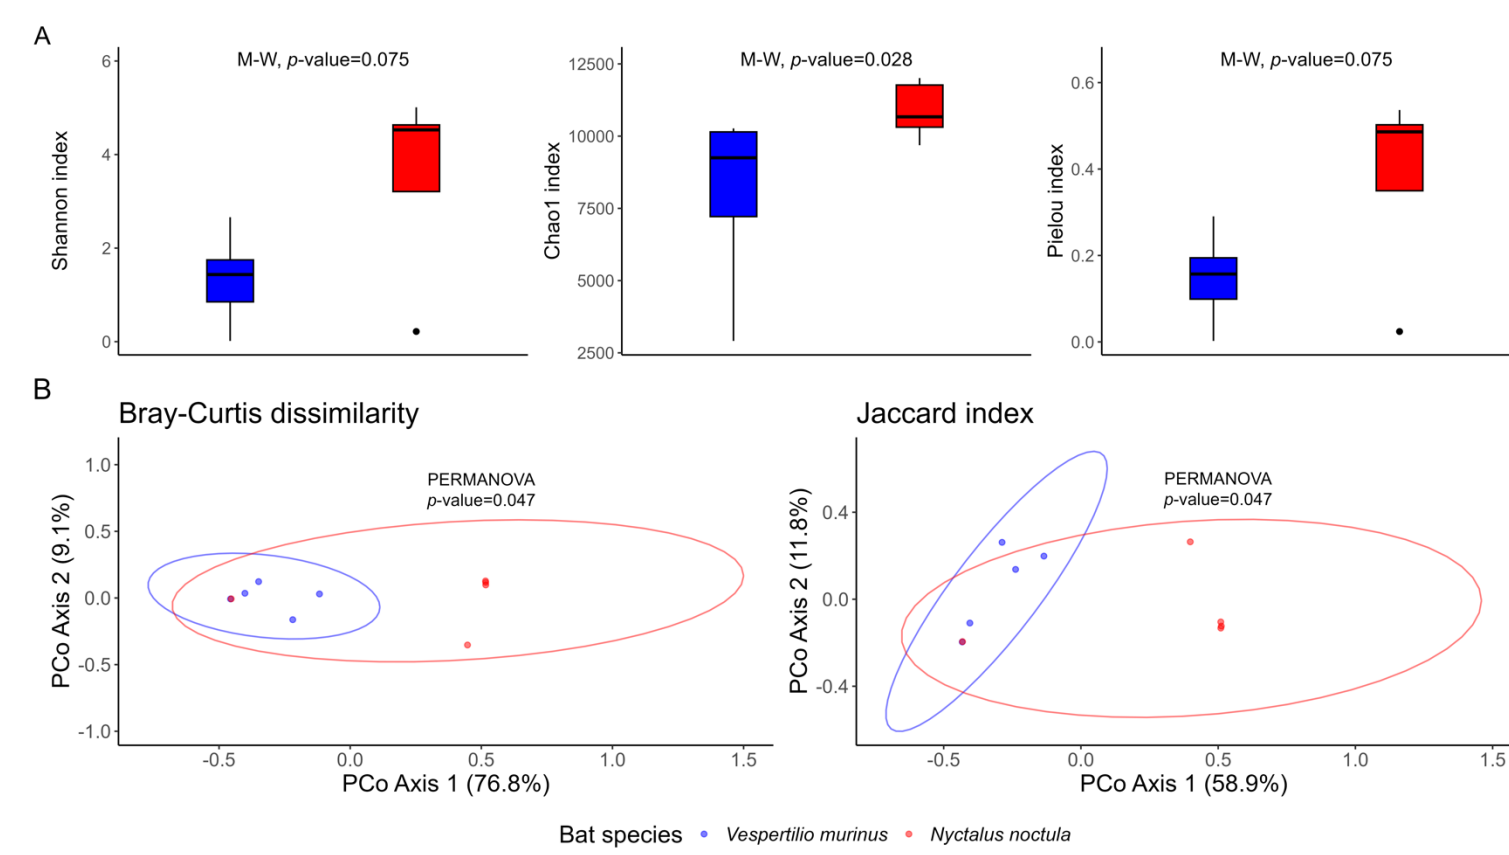 A
M-W, p-value=0.075
M-W, p-value=0.028
M-W, p-value=0.075
Shannon index
6
4
2
0
Chao1 index
12500
10000
7500
5000
2500
Pielou index
0.6
0.4
0.2
0.0
B
Bray-Curtis dissimilarity
PERMANOVA
p-value=0.047
PCo Axis 2 (9.1%)
1.0
0.5
0.0
-0.5
-1.0
-0.5 0.0 0.5 1.0 1.5
PCo Axis 1 (76.8%)
Jaccard index
PERMANOVA
p-value=0.047
PCo Axis 2 (11.8%)
0.4
0.0
-0.4
-0.5 0.0 0.5 1.0 1.5
PCo Axis 1 (58.9%)
Bat species Vespertilio murinus Nyctalus noctula